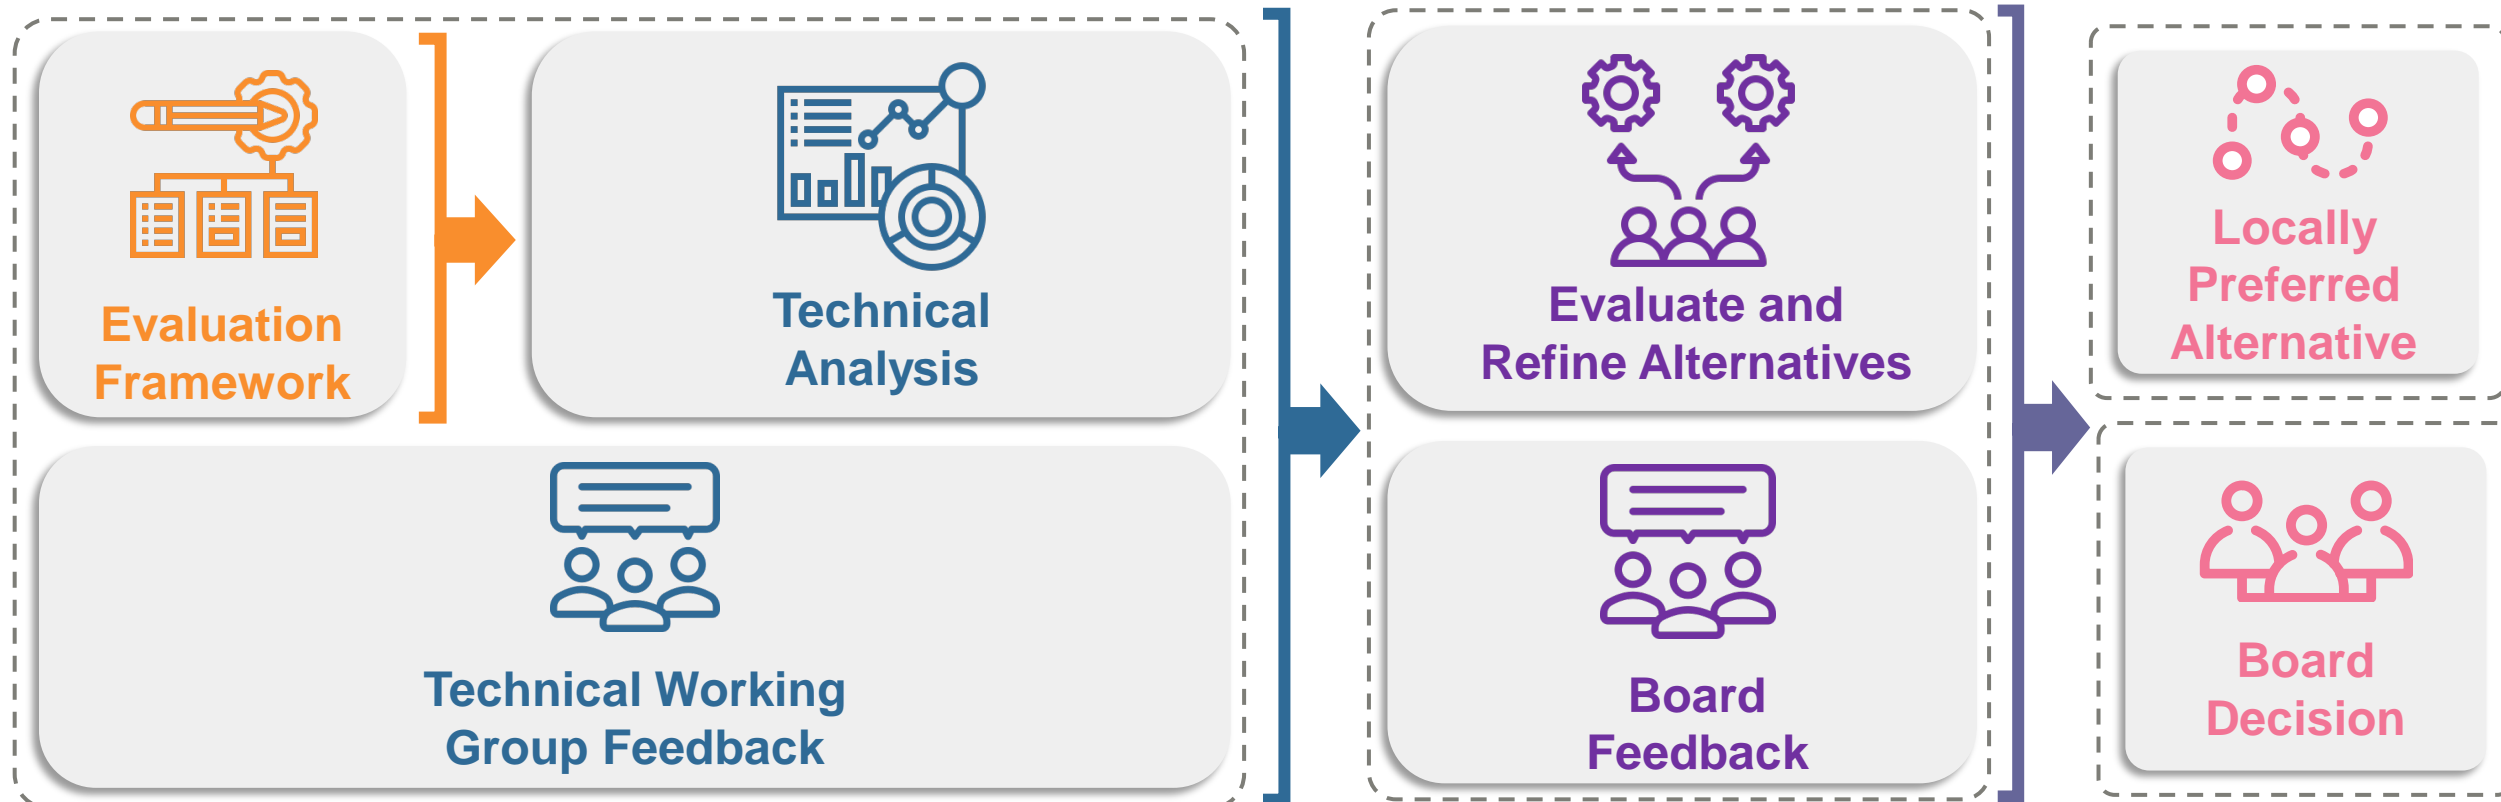 Evaluation
Framework
Technical
Analysis
Technical Working
Group Feedback
Evaluate and
Refine Alternatives
Board
Feedback
Locally
Preferred
Alternative
Board
Decision